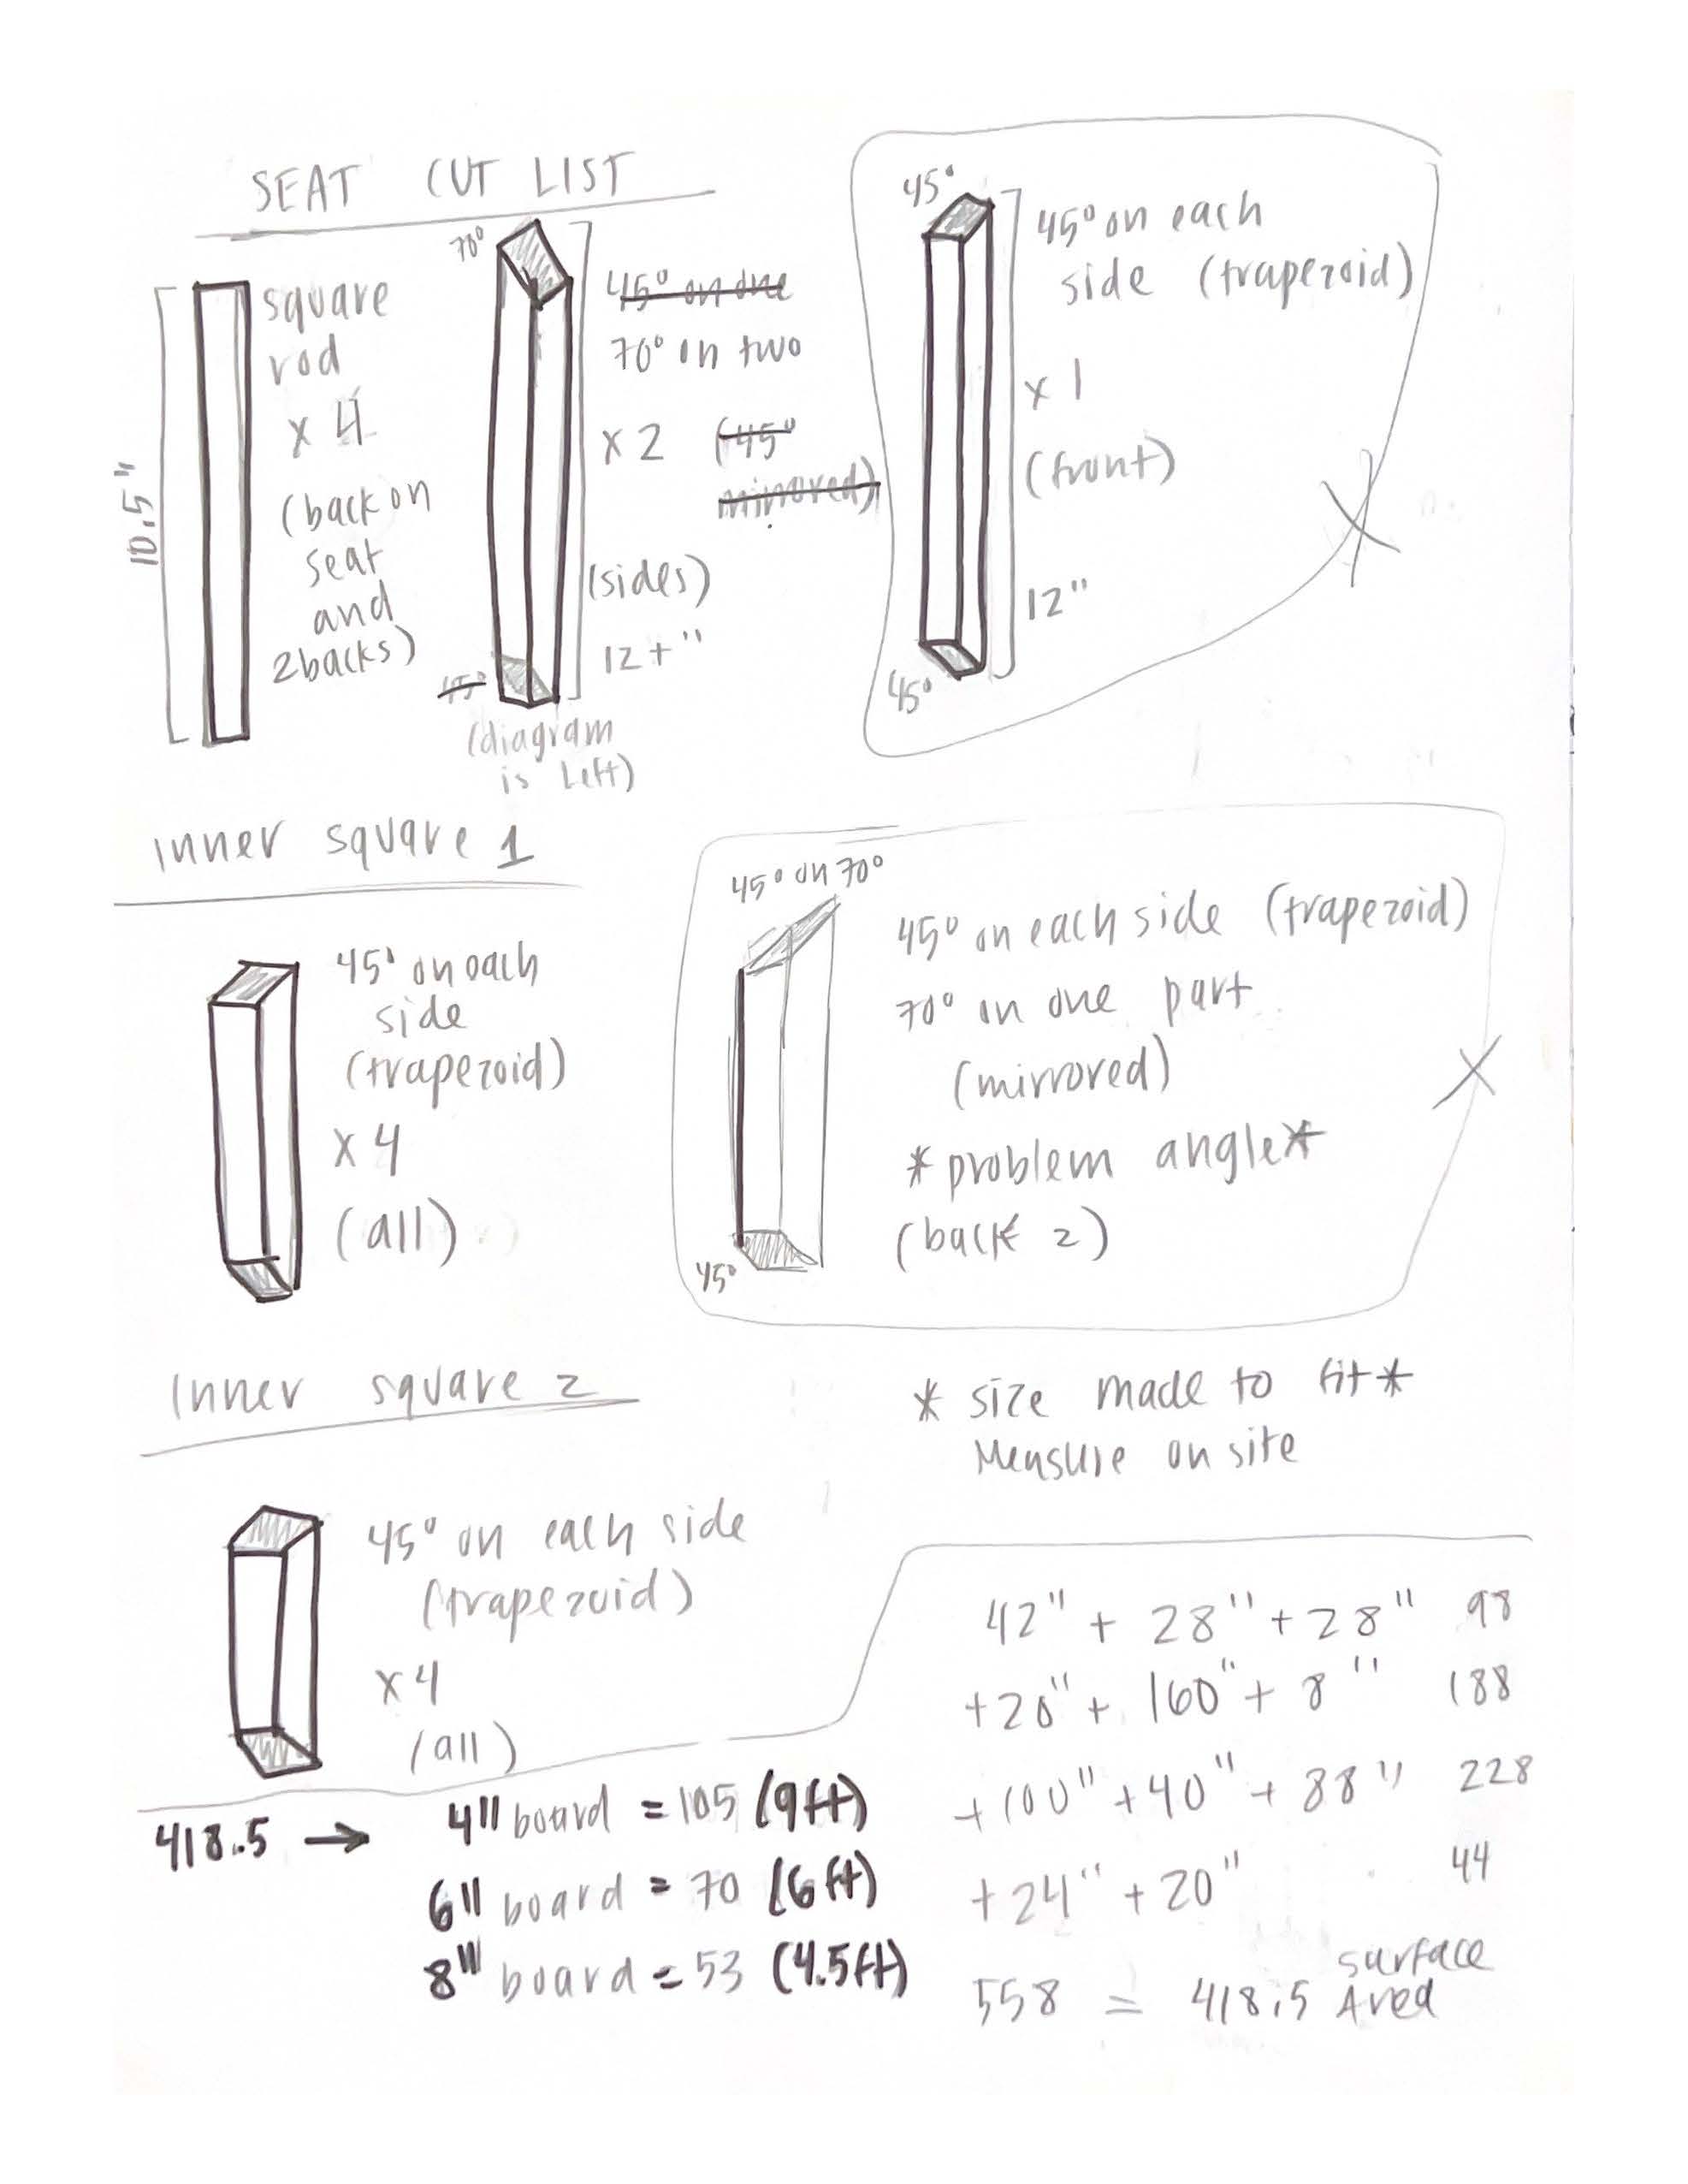 SEAT CUT LIST
10.5"
square
rod
x 4
(back on
seat
and
2backs)
70°
45° on one
70° on two
x 2 (45°
mirrored)
(sides)
12+"
45°
(diagram
is left)
45°
45° on each
side (trapezoid)
x 1
(front)
12"
45°
inner square 1
45° on each
side
(trapezoid)
x 4
(all)
45° on 70°
45° on each side (trapezoid)
70° on one part
(mirrored)
*problem angle*
(back 2)
45°
Inner square 2
* size made to fit*
Measure on site
45° on each side
(trapezoid)
x4
(all)
42" + 28" + 28" 98
+20" + 160" + 8" 188
+100" + 40" + 88" 228
+24" + 20" 44
558 = 418.5 surface Area
418.5 → 4" board = 105 (9ft)
6" board = 70 (6ft)
8" board = 53 (4.5ft)